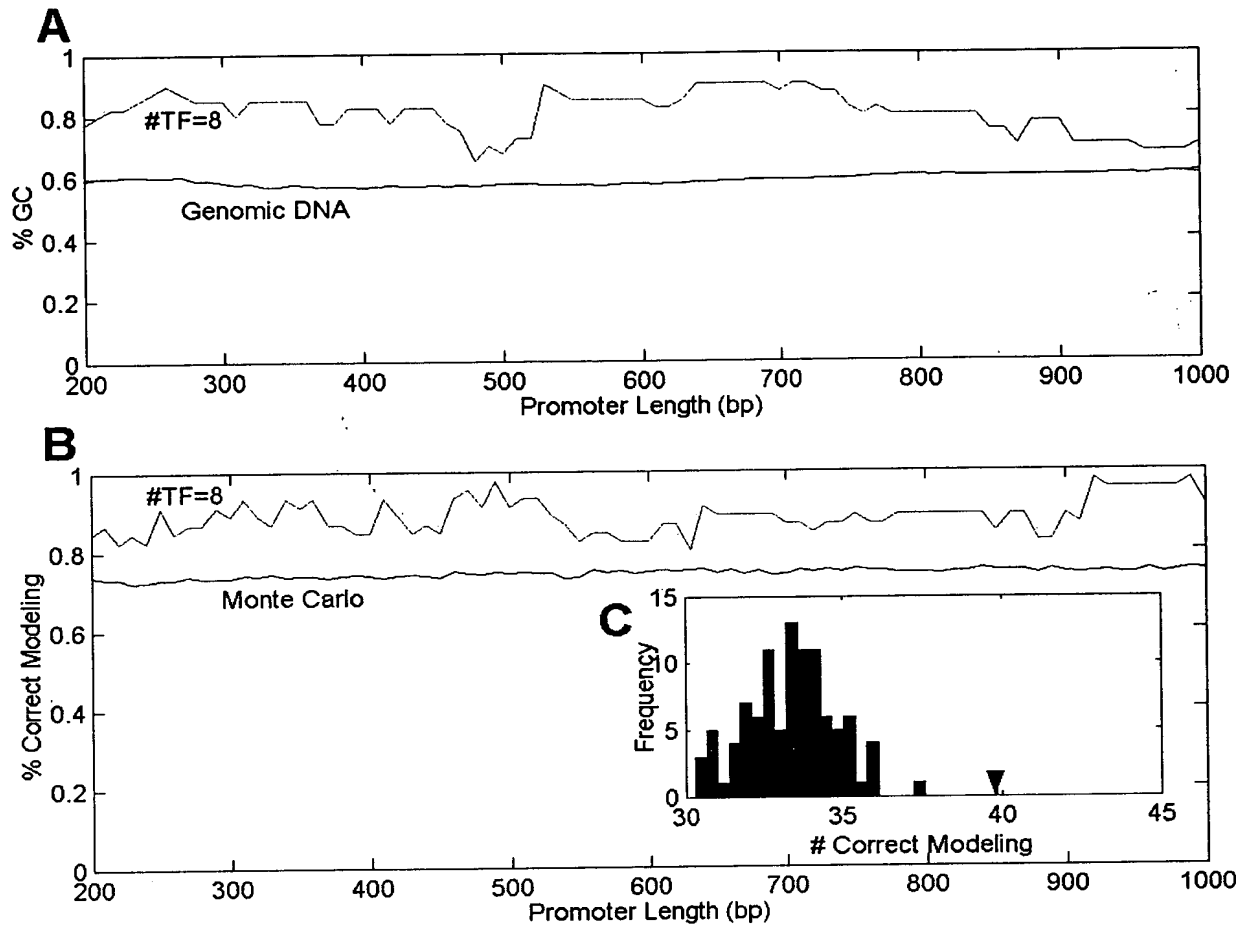 A
1
0.8
0.6
0.4
0.2
0
% GC
#TF=8
Genomic DNA
200 300 400 500 600 700 800 900 1000
Promoter Length (bp)
B
1
0.8
0.6
0.4
0.2
0
% Correct Modeling
#TF=8
Monte Carlo
C
15
10
5
0
Frequency
30 35 40 45
# Correct Modeling
200 300 400 500 600 700 800 900 1000
Promoter Length (bp)